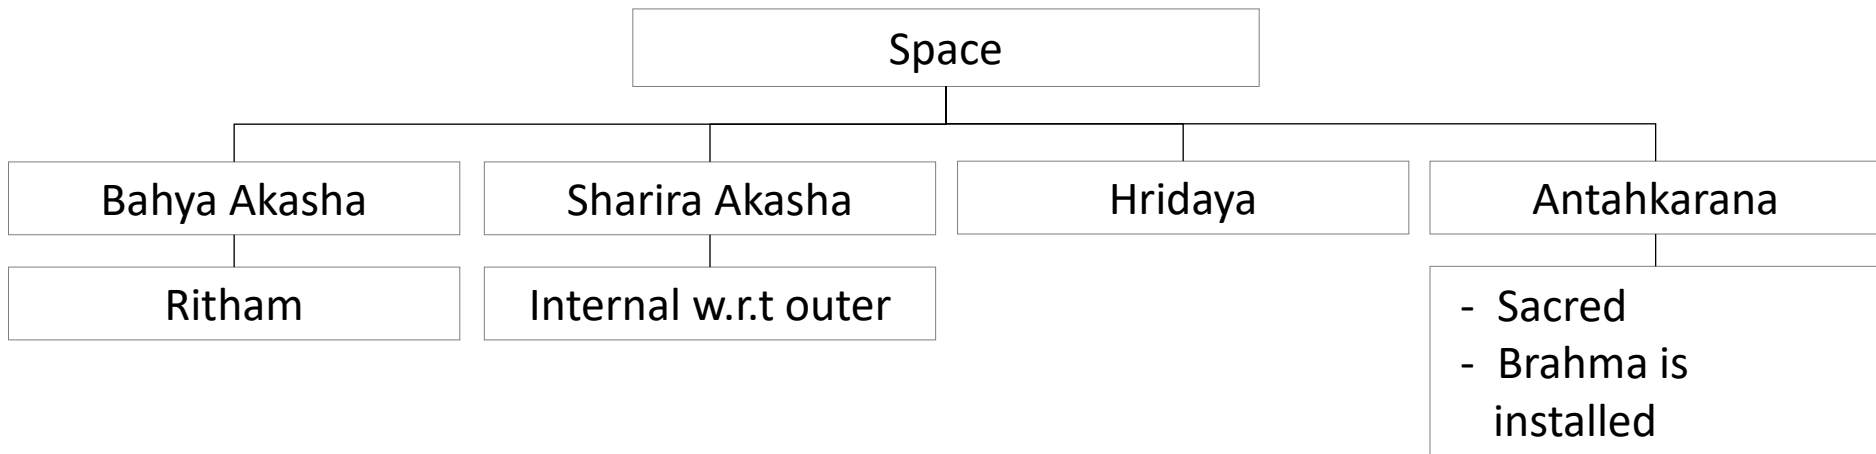 Space
Bahya Akasha
Sharira Akasha
Hridaya
Antahkarana
Ritham
Internal w.r.t outer
- Sacred
- Brahma is
installed